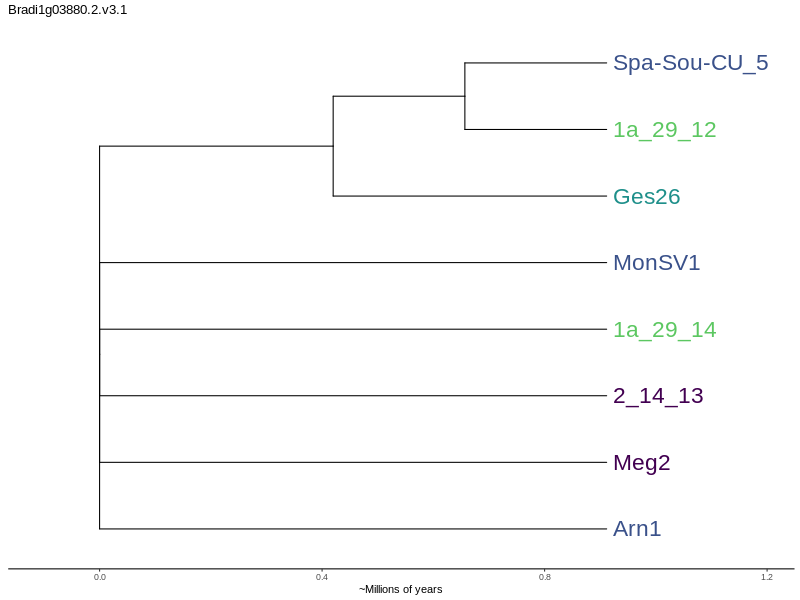 Bradi1g03880.2.v3.1
Spa-Sou-CU_5
1a_29_12
Ges26
MonSV1
1a_29_14
2_14_13
Meg2
Arn1
0.0 0.4 0.8 1.2
~Millions of years